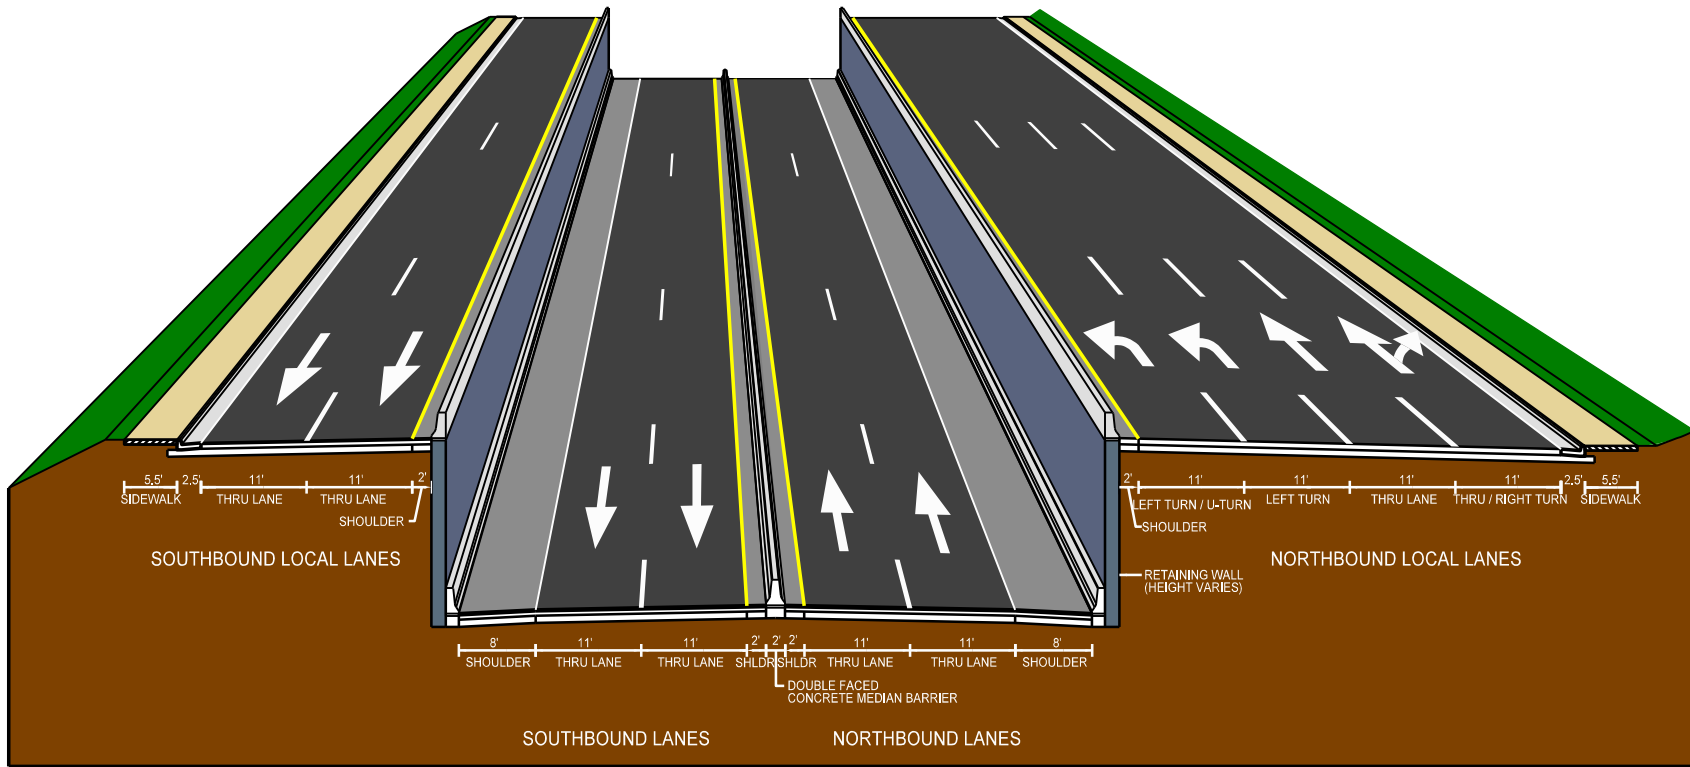 5.5' 2.5' 11' 11' 2'
SIDEWALK THRU LANE THRU LANE
SHOULDER
SOUTHBOUND LOCAL LANES
2' 11' 11' 11' 11' 2.5' 5.5'
LEFT TURN / U-TURN LEFT TURN THRU LANE THRU / RIGHT TURN SIDEWALK
SHOULDER
NORTHBOUND LOCAL LANES
RETAINING WALL
(HEIGHT VARIES)
8' 11' 11' 2' 2' 2' 11' 11' 8'
SHOULDER THRU LANE THRU LANE SHLDR SHLDR THRU LANE THRU LANE SHOULDER
DOUBLE FACED
CONCRETE MEDIAN BARRIER
SOUTHBOUND LANES NORTHBOUND LANES